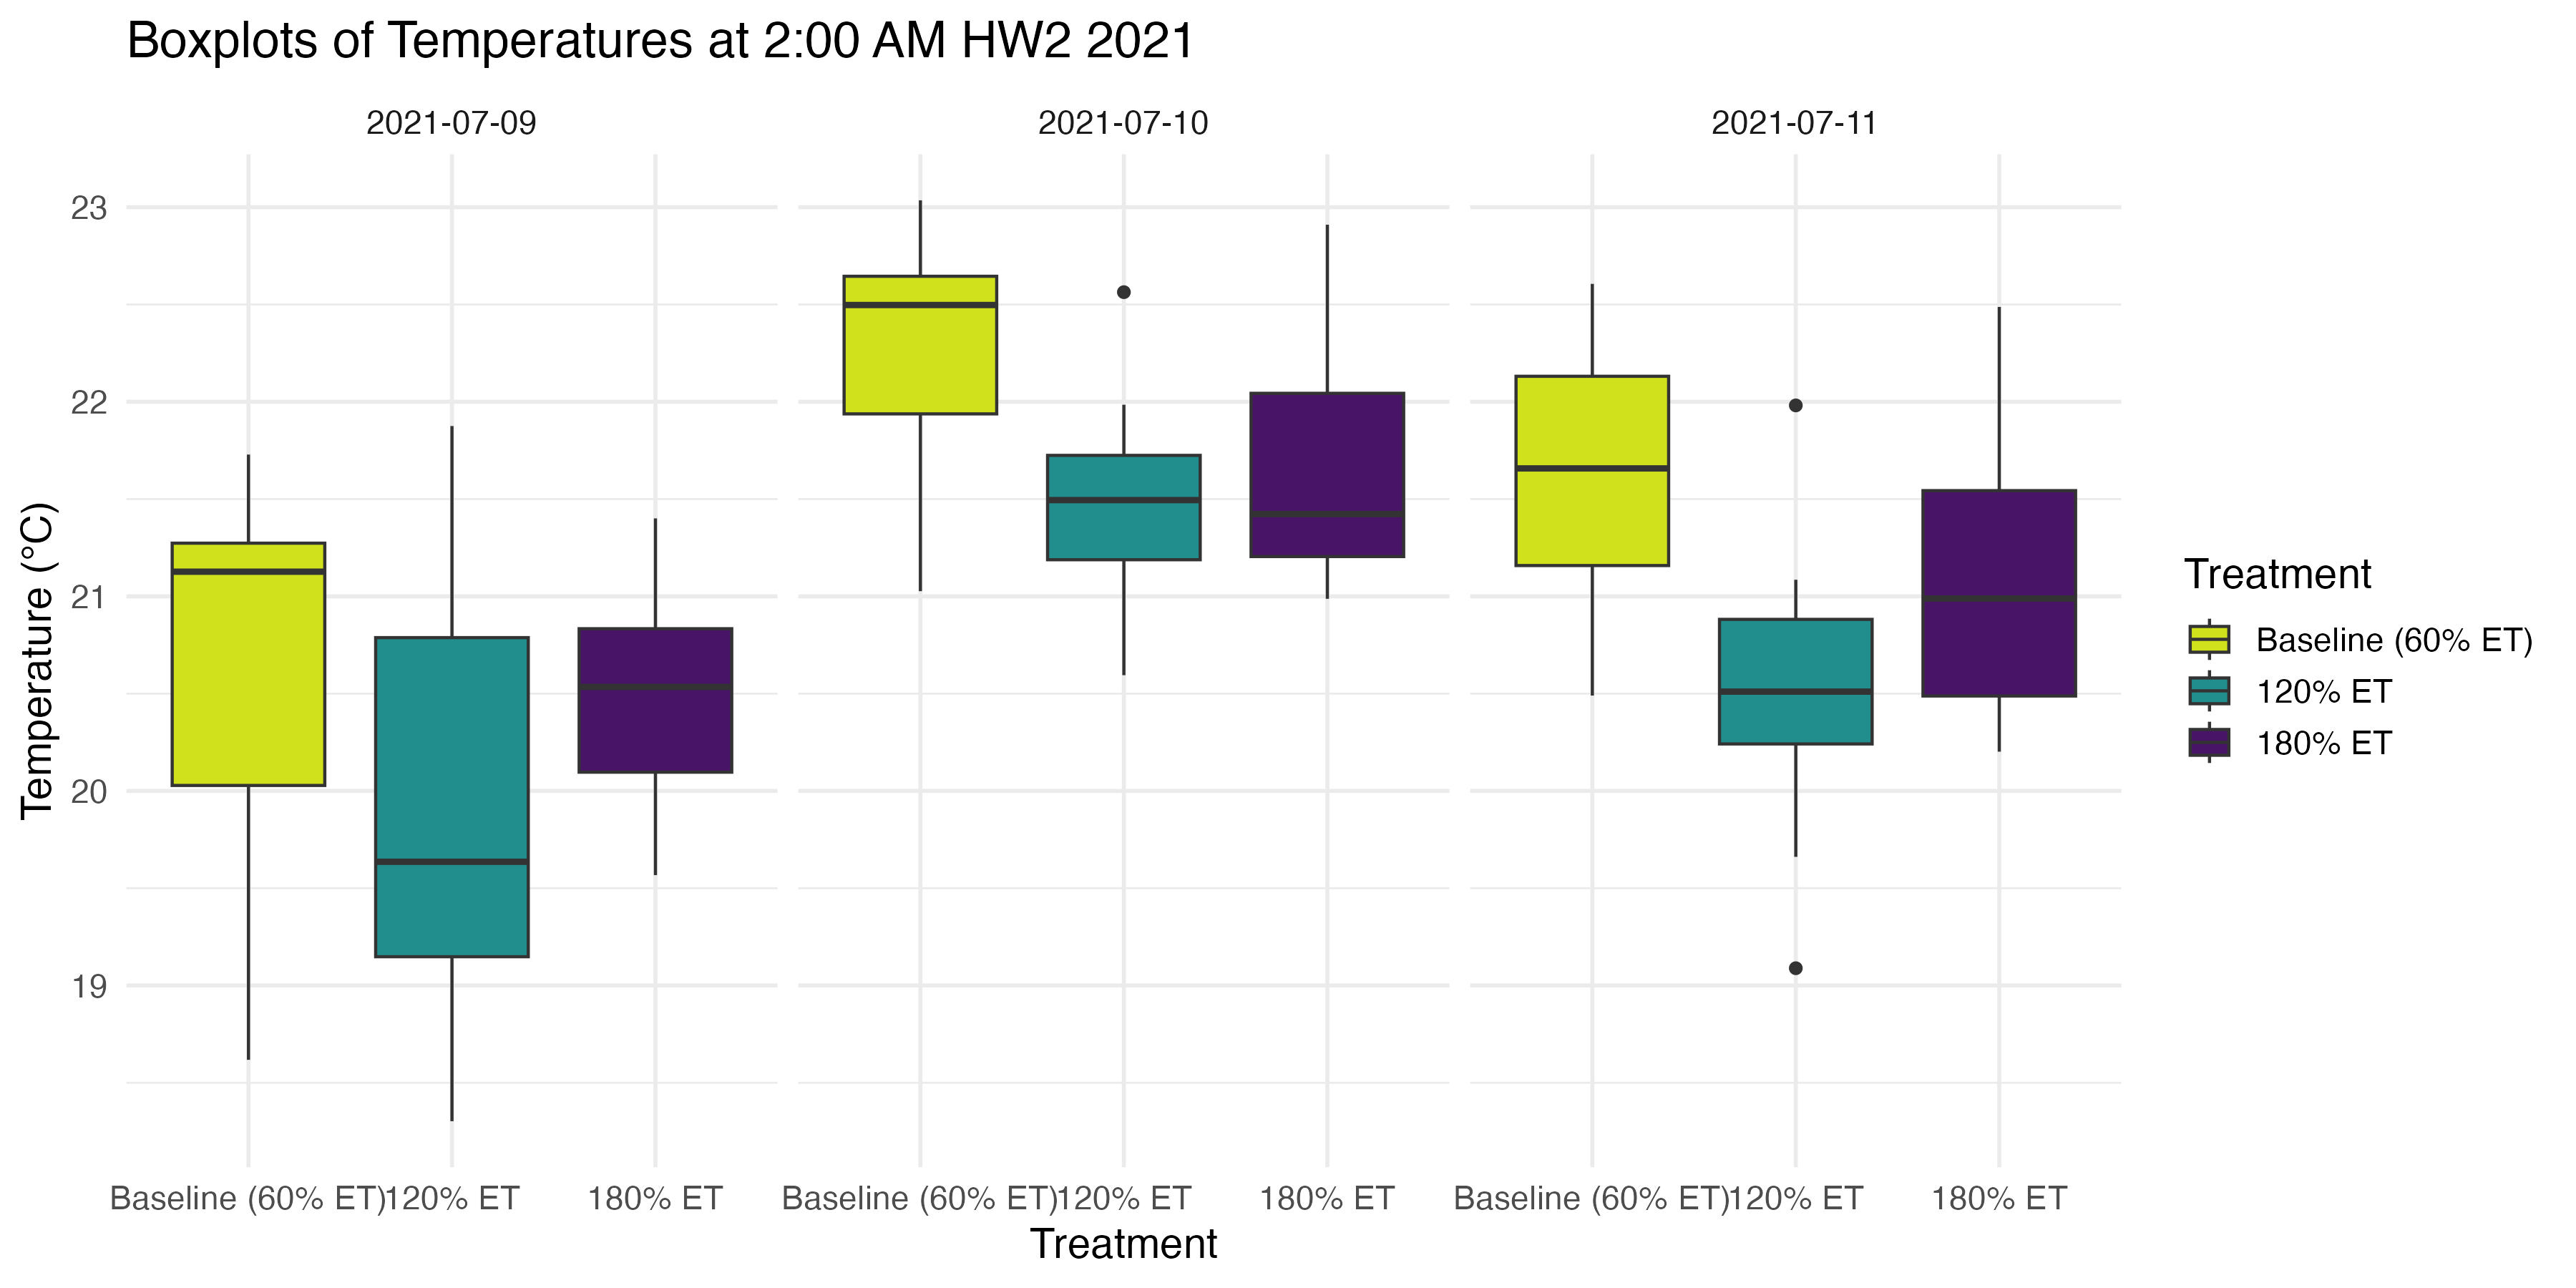 Boxplots of Temperatures at 2:00 AM HW2 2021
2021-07-09 2021-07-10 2021-07-11
23
22
21
20
19
Temperature (°C)
Baseline (60% ET) 120% ET 180% ET Baseline (60% ET) 120% ET 180% ET Baseline (60% ET) 120% ET 180% ET
Treatment
Treatment
Baseline (60% ET)
120% ET
180% ET